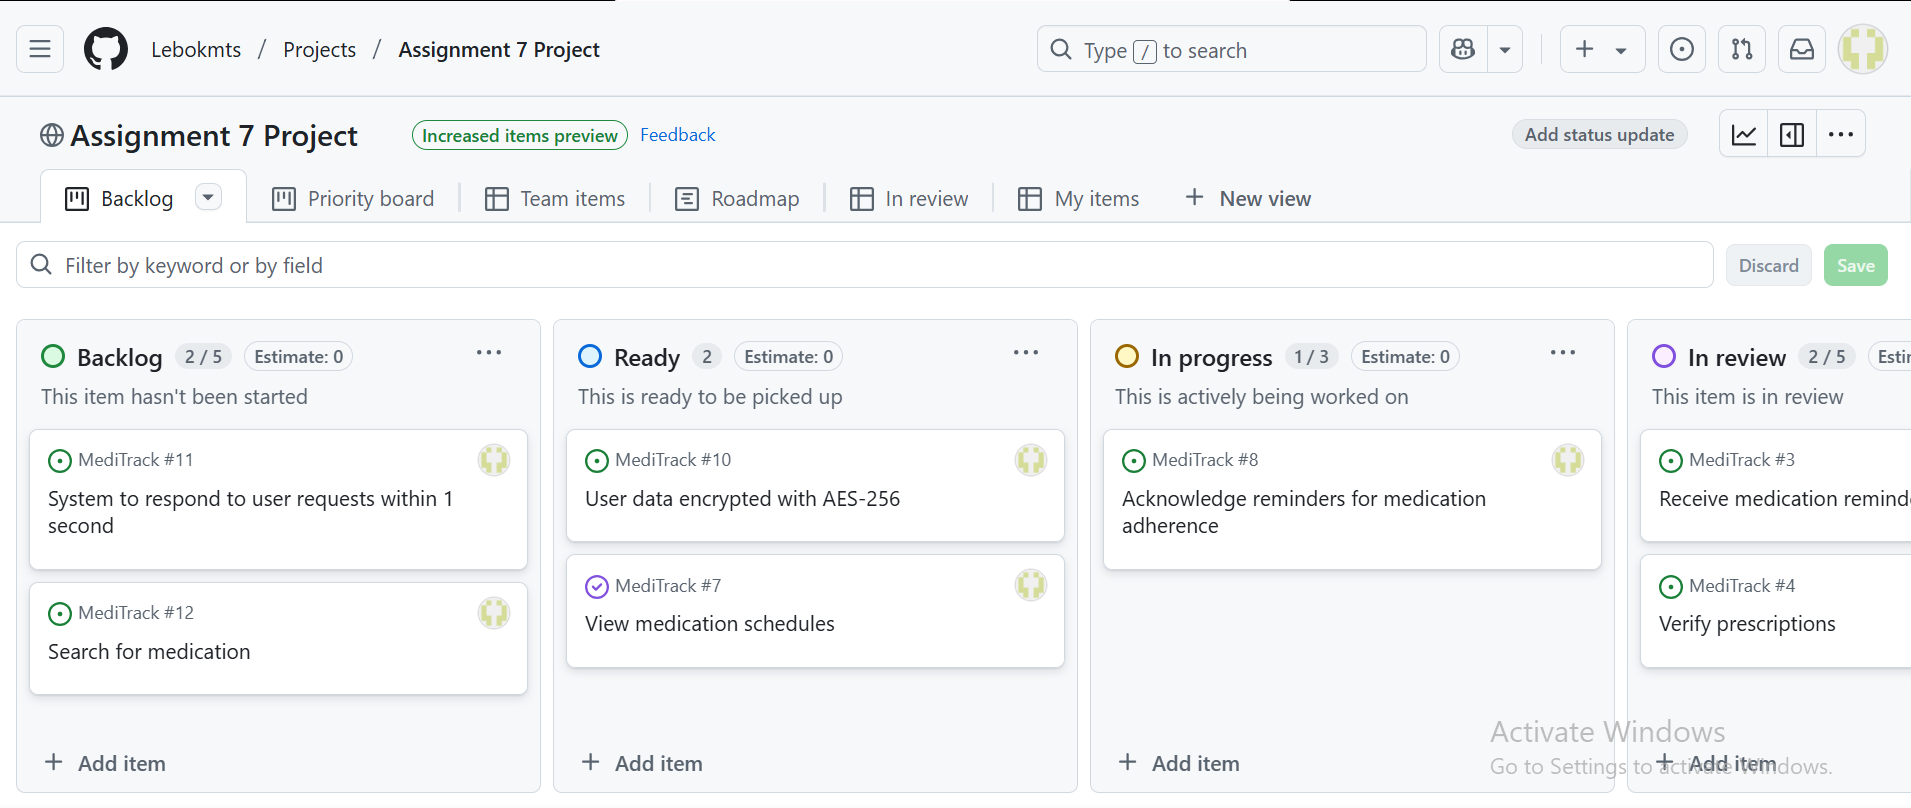 Lebokmts / Projects / Assignment 7 Project
Type / to search
Assignment 7 Project
Increased items preview
Feedback
Add status update
Backlog
Priority board
Team items
Roadmap
In review
My items
New view
Filter by keyword or by field
Discard
Save
Backlog 2 / 5 Estimate: 0
This item hasn't been started
MediTrack #11
System to respond to user requests within 1
second
MediTrack #12
Search for medication
Add item
Ready 2 Estimate: 0
This is ready to be picked up
MediTrack #10
User data encrypted with AES-256
MediTrack #7
View medication schedules
Add item
In progress 1 / 3 Estimate: 0
This is actively being worked on
MediTrack #8
Acknowledge reminders for medication
adherence
Add item
In review 2 / 5
This item is in review
MediTrack #3
Receive medication
MediTrack #4
Verify prescriptions
Add item
Activate Windows
Go to Settings to activate Windows.